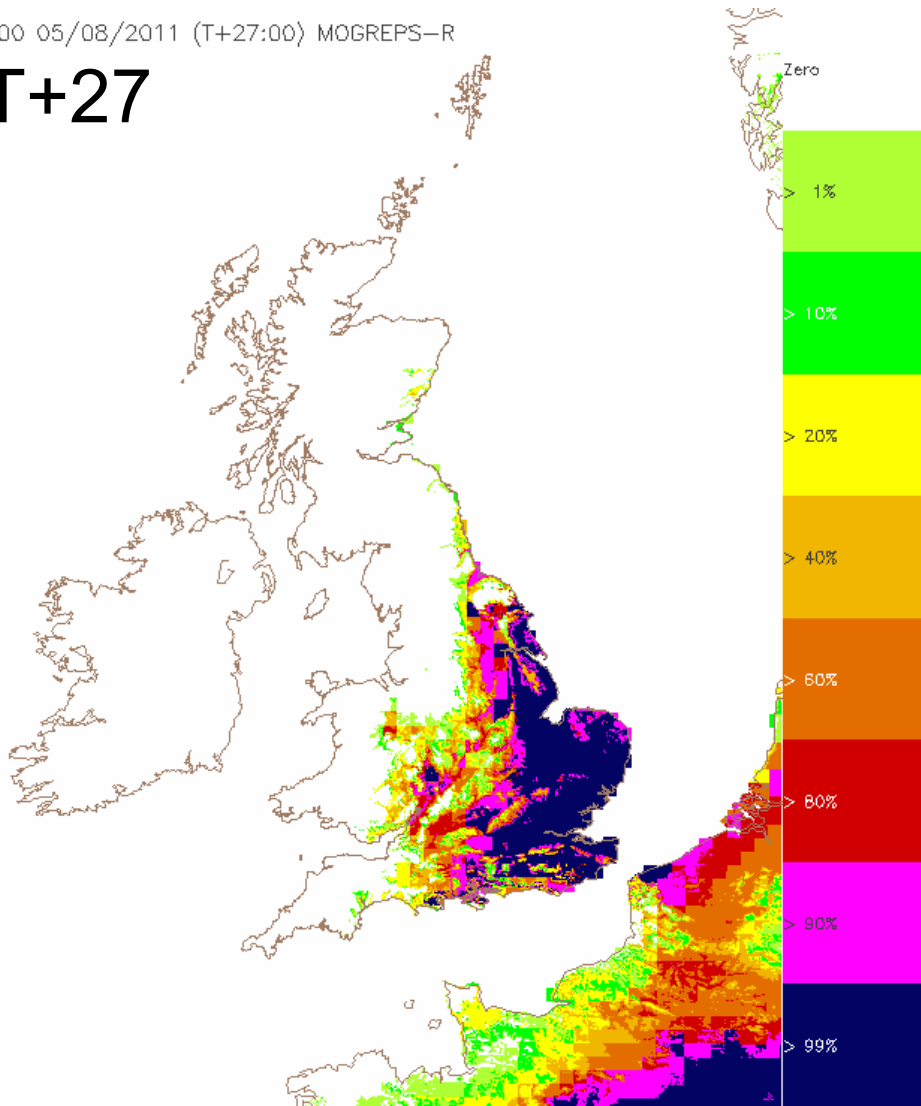 00 05/08/2011 (T+27:00) MOGREPS-R
T+27
Zero
> 1%
> 10%
> 20%
> 40%
> 60%
> 80%
> 90%
> 99%